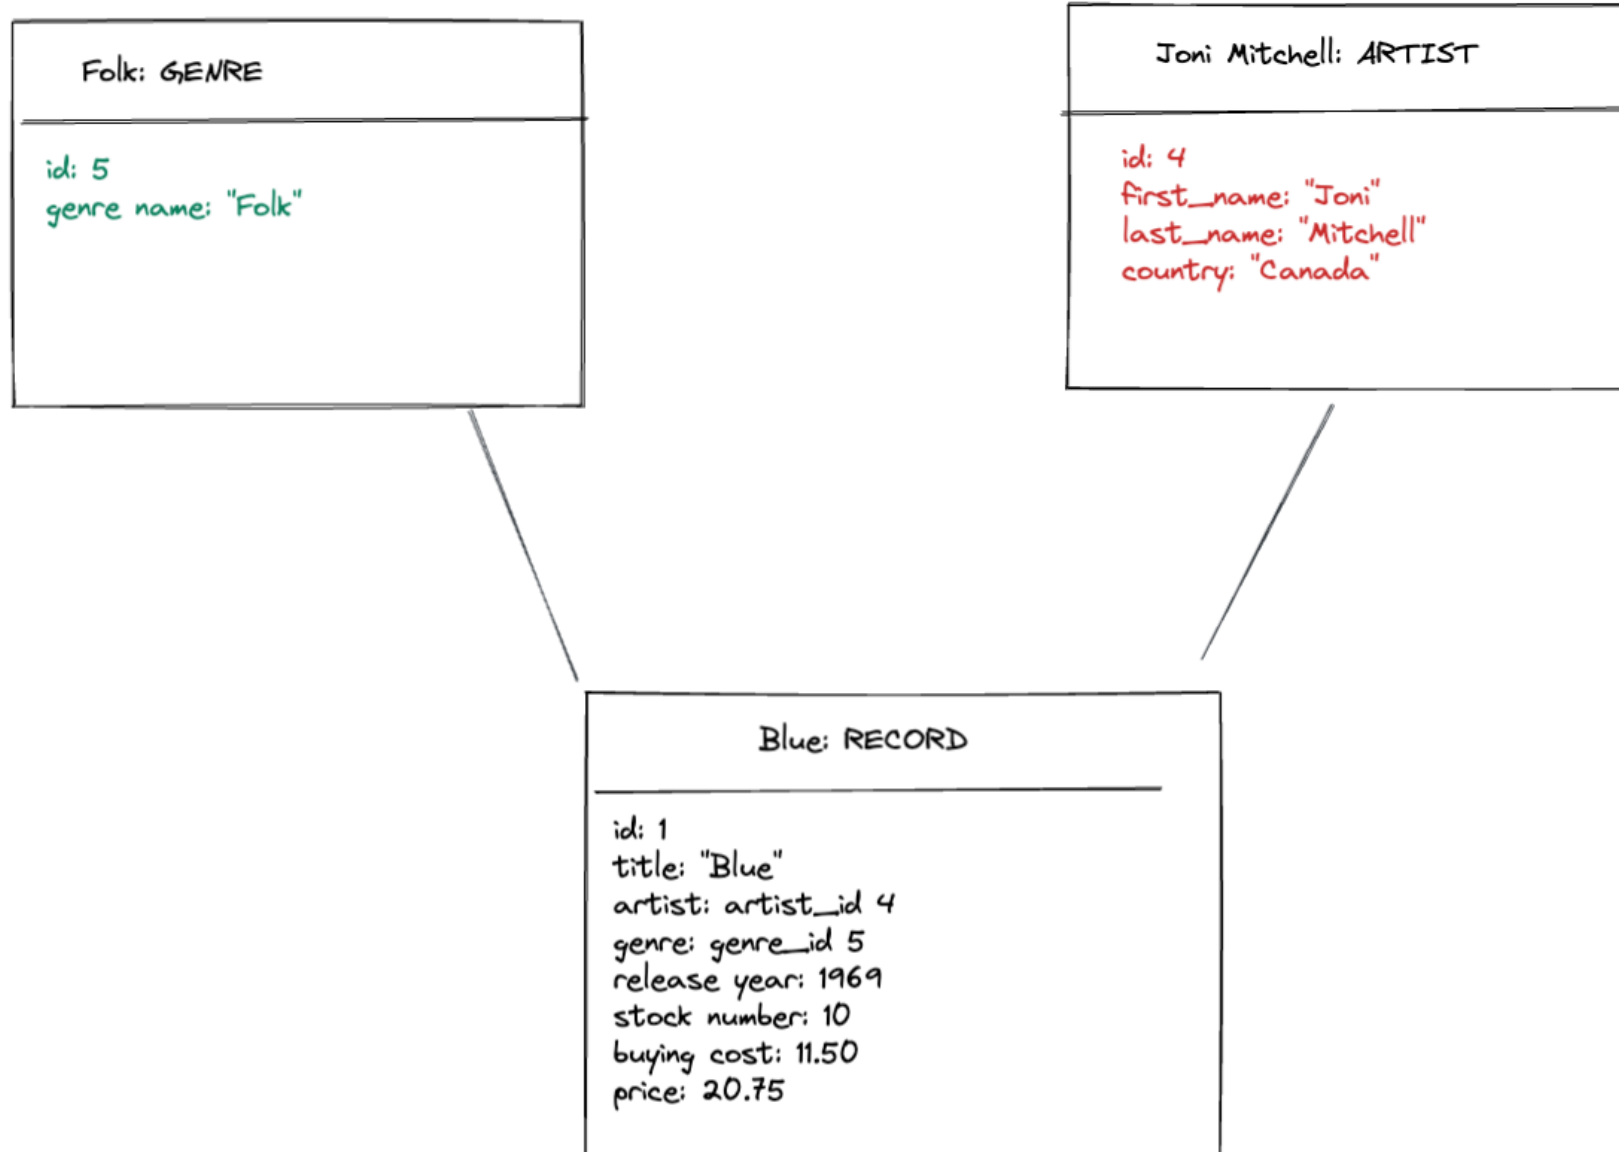 Folk: GENRE
id: 5
genre name: "Folk"
Joni Mitchell: ARTIST
id: 4
first_name: "Joni"
last_name: "Mitchell"
country: "Canada"
Blue: RECORD
id: 1
title: "Blue"
artist: artist_id 4
genre: genre_id 5
release year: 1969
stock number: 10
buying cost: 11.50
price: 20.75